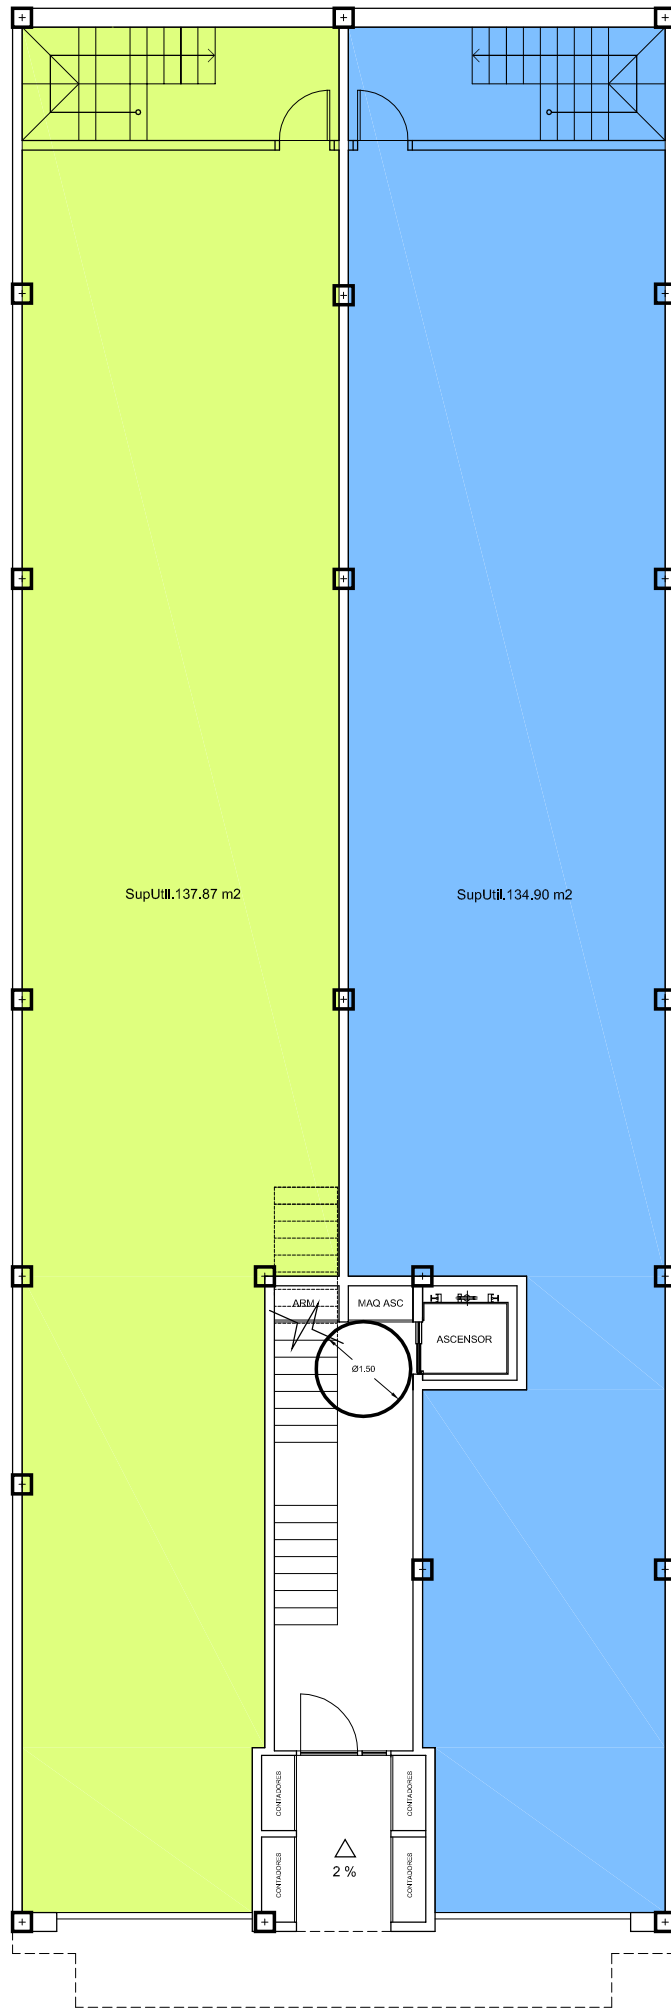 SupUtil.137.87 m2
SupUtil.134.90 m2
ARM
MAQ ASC
ASCENSOR
Ø1.50
CONTADORES
CONTADORES
CONTADORES
CONTADORES
2 %